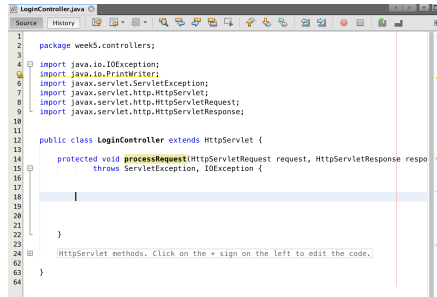 LoginController.java
Source History
1
2 package week5.controllers;
3
4 import java.io.IOException;
import java.io.PrintWriter;
6 import javax.servlet.ServletException;
7 import javax.servlet.http.HttpServlet;
8 import javax.servlet.http.HttpServletRequest;
9 import javax.servlet.http.HttpServletResponse;
10
11
12 public class LoginController extends HttpServlet {
13
14 protected void processRequest(HttpServletRequest request, HttpServletResponse respo
15 throws ServletException, IOException {
16
17
18
19
20
21
22 }
23
24 HttpServlet methods. Click on the + sign on the left to edit the code.
62
63 }
64